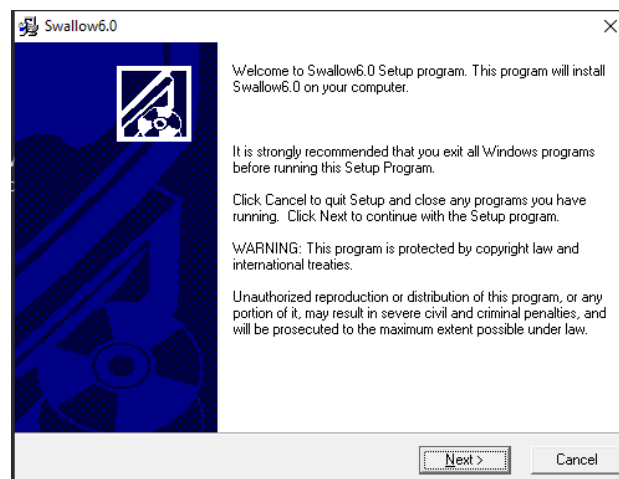 Swallow6.0
Welcome to Swallow6.0 Setup program. This program will install
Swallow6.0 on your computer.
It is strongly recommended that you exit all Windows programs
before running this Setup Program.
Click Cancel to quit Setup and close any programs you have
running. Click Next to continue with the Setup program.
WARNING: This program is protected by copyright law and
international treaties.
Unauthorized reproduction or distribution of this program, or any
portion of it, may result in severe civil and criminal penalties, and
will be prosecuted to the maximum extent possible under law.
Next >
Cancel